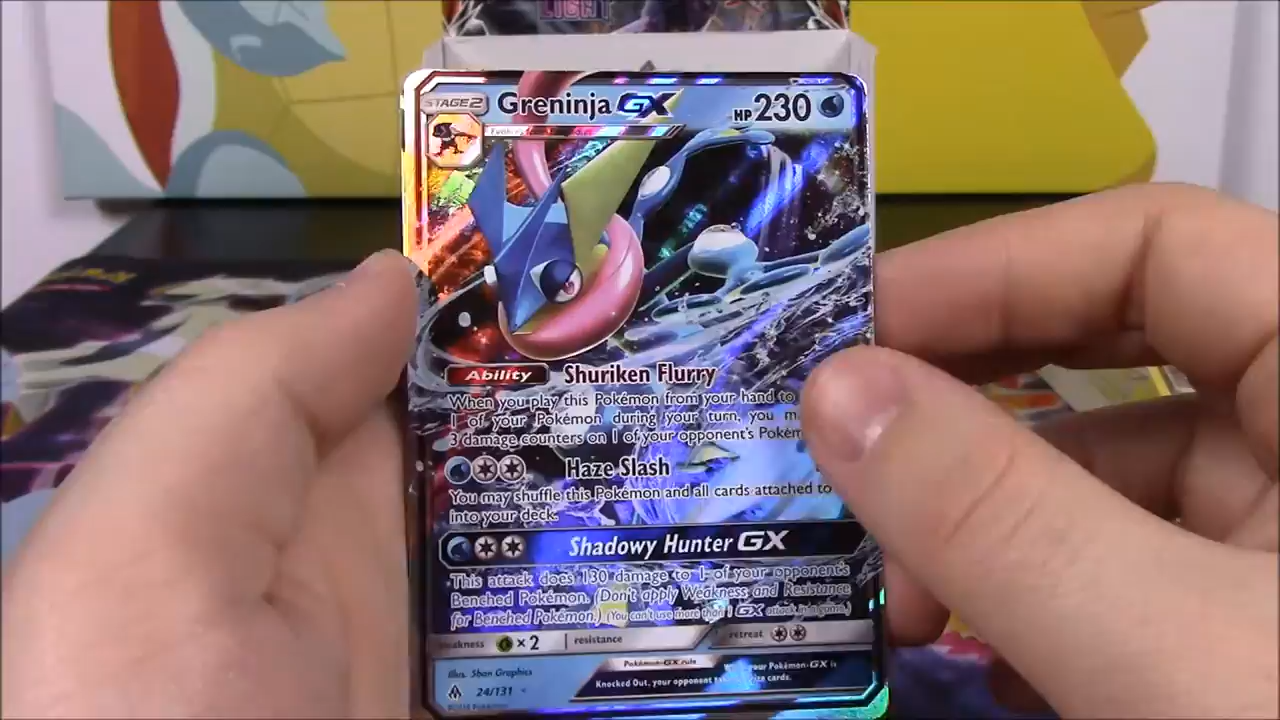 LIGHT
STAGE 2 Greninja GX HP 230
Ability Shuriken Flurry
When you play this Pokémon from your hand to
1 of your Pokémon during your turn, you
3 damage counters on 1 of your opponent's
Haze Slash
You may shuffle this Pokémon and all cards attached to
into your deck.
Shadowy Hunter GX
This attack does 130 damage to 1 of your opponent's
Benched Pokémon. (Don't apply Weakness and Resistance
for Benched Pokémon.) (You can't use more than 1 GX attack in a game.)
weakness ×2 resistance retreat
Pokémon-GX rule
Illus. 5ban Graphics your Pokémon-GX is
24/131 Knocked Out, your opponent cards.